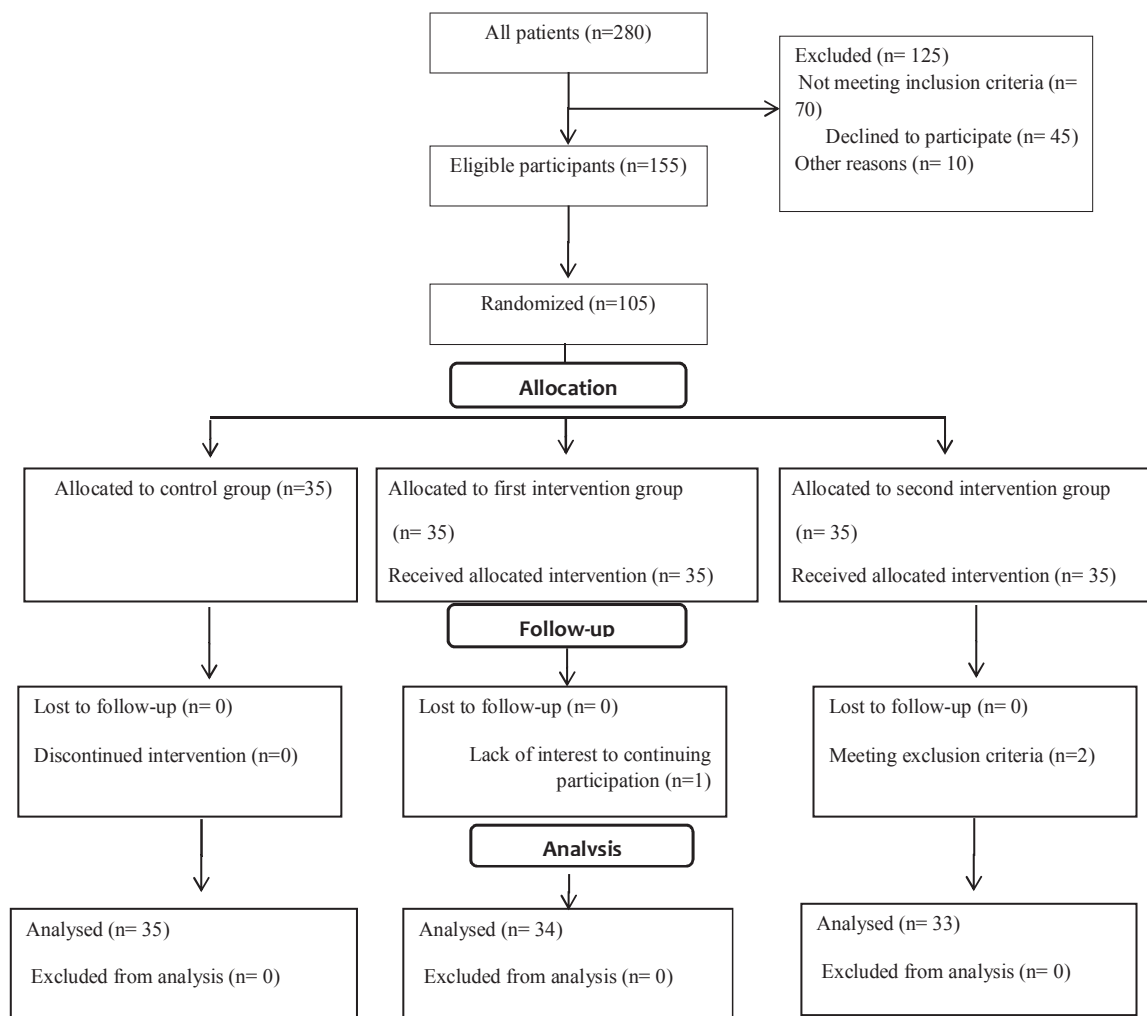 All patients (n=280)
Excluded (n= 125)
Not meeting inclusion criteria (n=
70)
Declined to participate (n= 45)
Other reasons (n= 10)
Eligible participants (n=155)
Randomized (n=105)
Allocation
Allocated to control group (n=35)
Allocated to first intervention group
(n= 35)
Received allocated intervention (n= 35)
Allocated to second intervention group
(n= 35)
Received allocated intervention (n= 35)
Follow-up
Lost to follow-up (n= 0)
Discontinued intervention (n=0)
Lost to follow-up (n= 0)
Lack of interest to continuing
participation (n=1)
Lost to follow-up (n= 0)
Meeting exclusion criteria (n=2)
Analysis
Analysed (n= 35)
Excluded from analysis (n= 0)
Analysed (n= 34)
Excluded from analysis (n= 0)
Analysed (n= 33)
Excluded from analysis (n= 0)